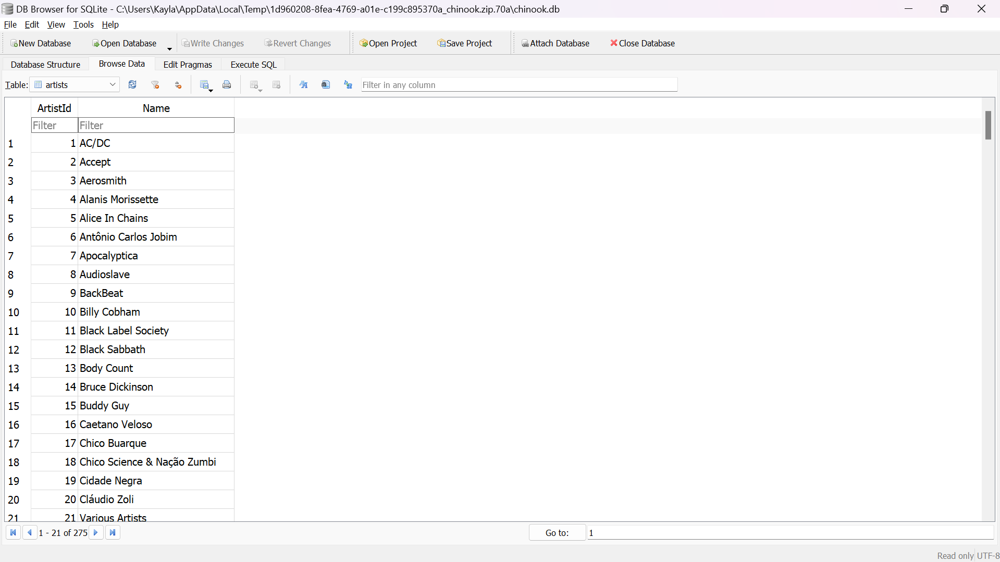 DB Browser for SQLite - C:\Users\Kayla\AppData\Local\Temp\1d960208-8fea-4769-a01e-c199c895370a_chinook.zip.70a\chinook.db
File Edit View Tools Help
New Database Open Database Write Changes Revert Changes Open Project Save Project Attach Database Close Database
Database Structure Browse Data Edit Pragmas Execute SQL
Table: artists Filter in any column
ArtistId Name
Filter Filter
1 1 AC/DC
2 2 Accept
3 3 Aerosmith
4 4 Alanis Morissette
5 5 Alice In Chains
6 6 Antônio Carlos Jobim
7 7 Apocalyptica
8 8 Audioslave
9 9 BackBeat
10 10 Billy Cobham
11 11 Black Label Society
12 12 Black Sabbath
13 13 Body Count
14 14 Bruce Dickinson
15 15 Buddy Guy
16 16 Caetano Veloso
17 17 Chico Buarque
18 18 Chico Science & Nação Zumbi
19 19 Cidade Negra
20 20 Cláudio Zoli
21 21 Various Artists
1 - 21 of 275 Go to: 1
Read only UTF-8